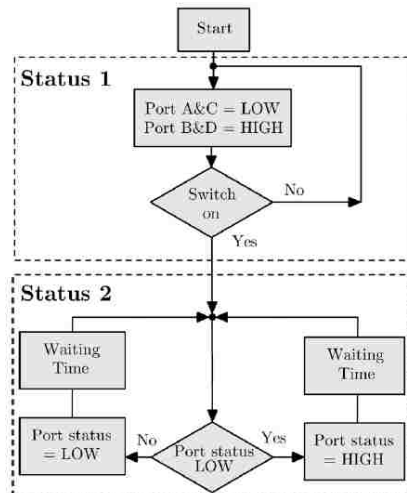 Start
Status 1
Port A&C = LOW
Port B&D = HIGH
Switch
on
No
Yes
Status 2
Waiting
Time
Waiting
Time
Port status
= LOW
No
Port status
LOW
Yes
Port status
= HIGH